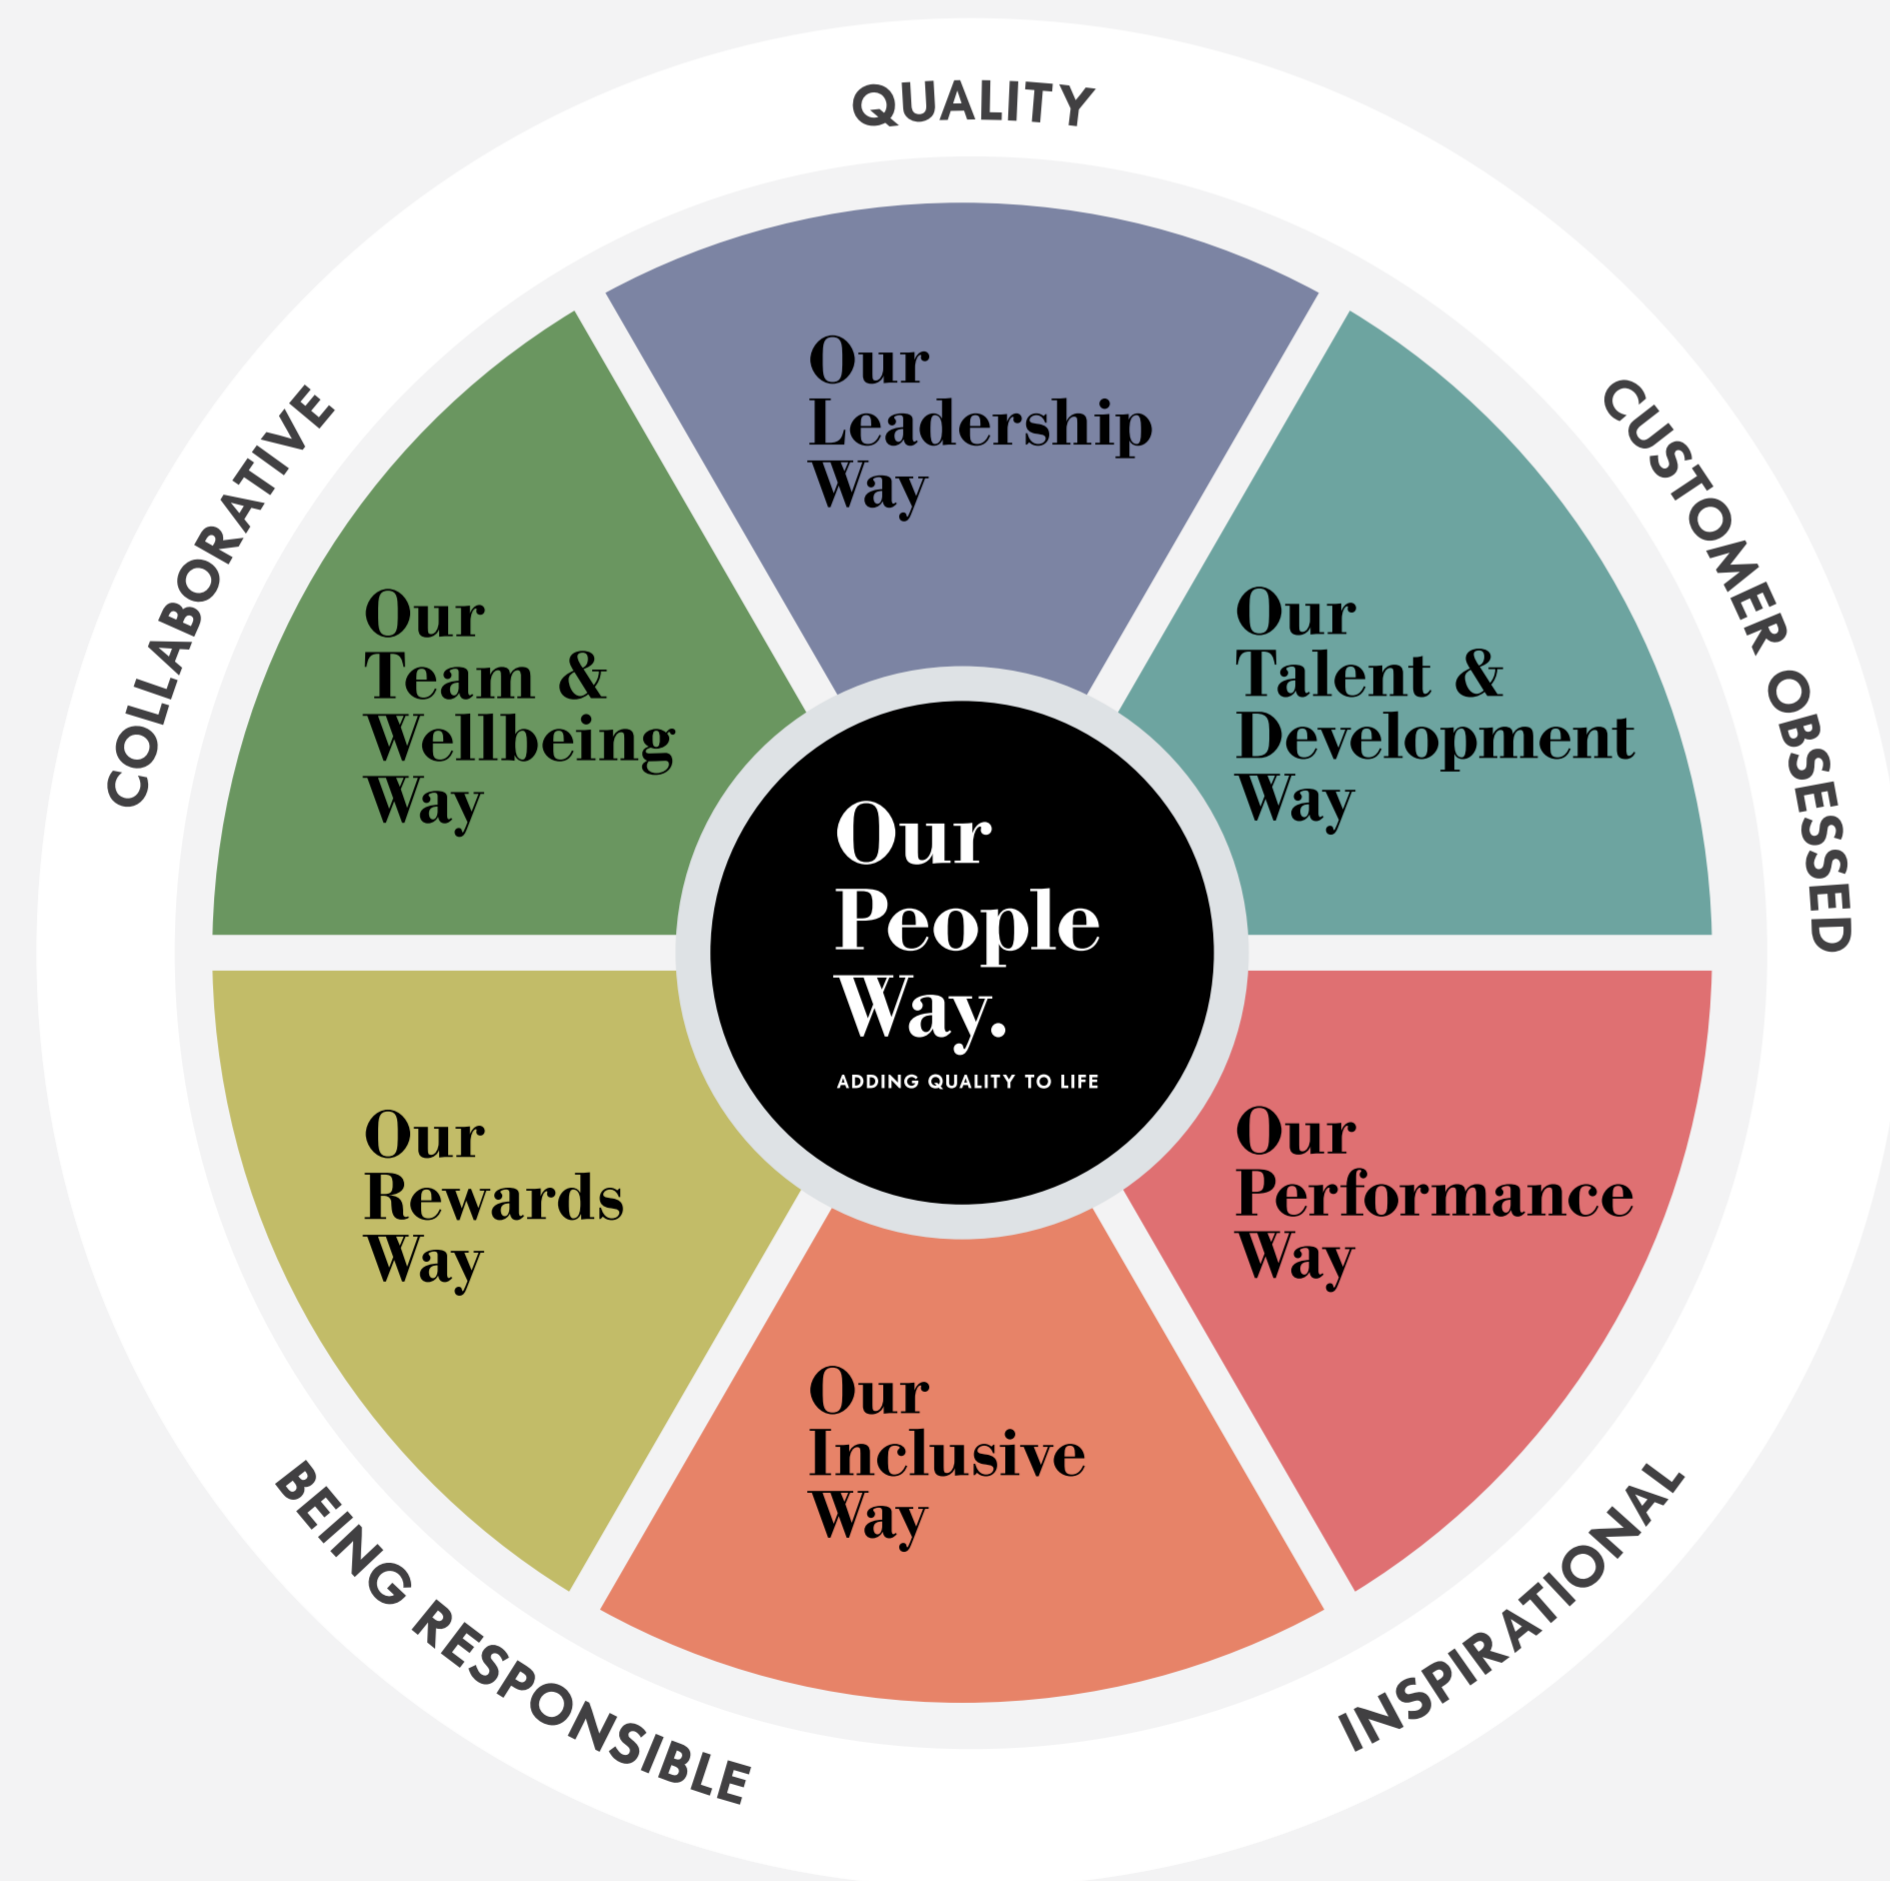 QUALITY
CUSTOMER OBSESSED
INSPIRATIONAL
BEING RESPONSIBLE
COLLABORATIVE
Our
Leadership
Way
Our
Talent &
Development
Way
Our
Performance
Way
Our
Inclusive
Way
Our
Rewards
Way
Our
Team &
Wellbeing
Way
Our
People
Way.
ADDING QUALITY TO LIFE